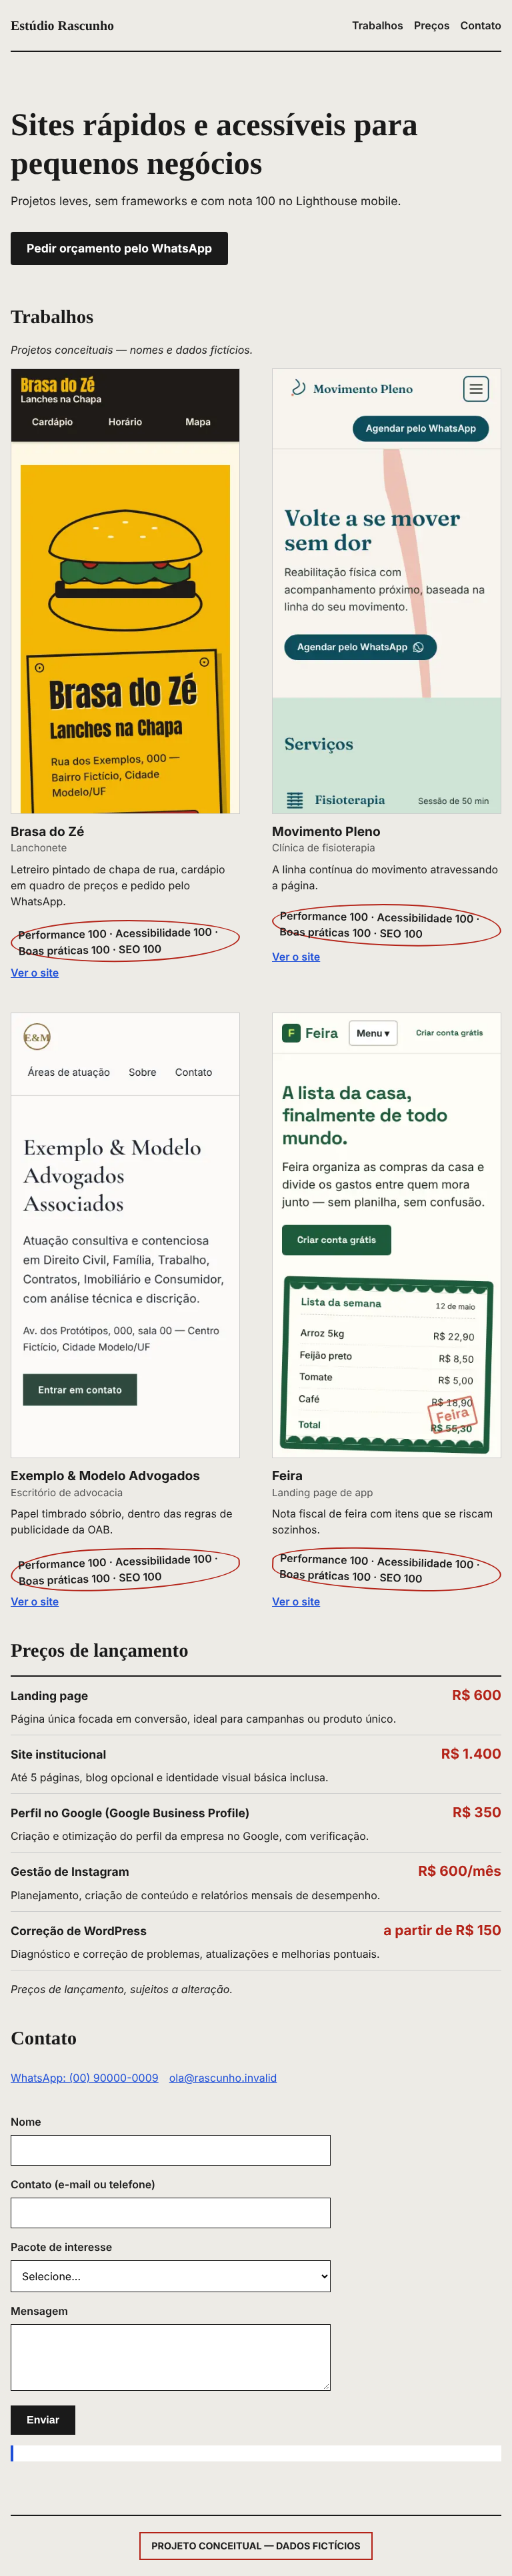 Estúdio Rascunho
Trabalhos Preços Contato
Sites rápidos e acessíveis para
pequenos negócios
Projetos leves, sem frameworks e com nota 100 no Lighthouse mobile.
Pedir orçamento pelo WhatsApp
Trabalhos
Projetos conceituais — nomes e dados fictícios.
Brasa do Zé
Lanches na Chapa
Cardápio Horário Mapa
Brasa do Zé
Lanches na Chapa
Rua dos Exemplos, 000 —
Bairro Fictício, Cidade
Modelo/UF
Brasa do Zé
Lanchonete
Letreiro pintado de chapa de rua, cardápio
em quadro de preços e pedido pelo
WhatsApp.
Performance 100 · Acessibilidade 100 ·
Boas práticas 100 · SEO 100
Ver o site
Movimento Pleno
Agendar pelo WhatsApp
Volte a se mover
sem dor
Reabilitação física com
acompanhamento próximo, baseada na
linha do seu movimento.
Agendar pelo WhatsApp
Serviços
Fisioterapia Sessão de 50 min
Movimento Pleno
Clínica de fisioterapia
A linha contínua do movimento atravessando
a página.
Performance 100 · Acessibilidade 100 ·
Boas práticas 100 · SEO 100
Ver o site
E&M
Áreas de atuação Sobre Contato
Exemplo & Modelo
Advogados
Associados
Atuação consultiva e contenciosa
em Direito Civil, Família, Trabalho,
Contratos, Imobiliário e Consumidor,
com análise técnica e discrição.
Av. dos Protótipos, 000, sala 00 — Centro
Fictício, Cidade Modelo/UF
Entrar em contato
Exemplo & Modelo Advogados
Escritório de advocacia
Papel timbrado sóbrio, dentro das regras de
publicidade da OAB.
Performance 100 · Acessibilidade 100 ·
Boas práticas 100 · SEO 100
Ver o site
F Feira Menu ▾ Criar conta grátis
A lista da casa,
finalmente de todo
mundo.
Feira organiza as compras da casa e
divide os gastos entre quem mora
junto — sem planilha, sem confusão.
Criar conta grátis
Lista da semana 12 de maio
Arroz 5kg R$ 22,90
Feijão preto R$ 8,50
Tomate R$ 5,00
Café R$ 18,90
Feira
Total R$ 55,30
Feira
Landing page de app
Nota fiscal de feira com itens que se riscam
sozinhos.
Performance 100 · Acessibilidade 100 ·
Boas práticas 100 · SEO 100
Ver o site
Preços de lançamento
Landing page R$ 600
Página única focada em conversão, ideal para campanhas ou produto único.
Site institucional R$ 1.400
Até 5 páginas, blog opcional e identidade visual básica inclusa.
Perfil no Google (Google Business Profile) R$ 350
Criação e otimização do perfil da empresa no Google, com verificação.
Gestão de Instagram R$ 600/mês
Planejamento, criação de conteúdo e relatórios mensais de desempenho.
Correção de WordPress a partir de R$ 150
Diagnóstico e correção de problemas, atualizações e melhorias pontuais.
Preços de lançamento, sujeitos a alteração.
Contato
WhatsApp: (00) 90000-0009 ola@rascunho.invalid
Nome
Contato (e-mail ou telefone)
Pacote de interesse
Selecione...
Mensagem
Enviar
PROJETO CONCEITUAL — DADOS FICTÍCIOS